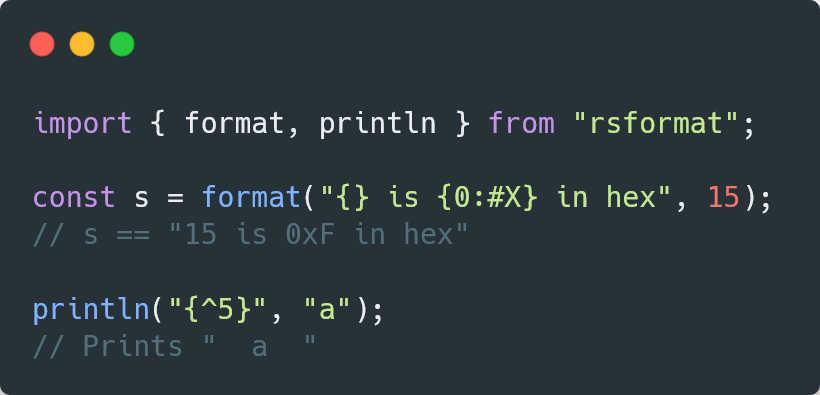 import { format, println } from "rsformat";
const s = format("{} is {0:#X} in hex", 15);
// s == "15 is 0xF in hex"
println("{^5}", "a");
// Prints "  a  "